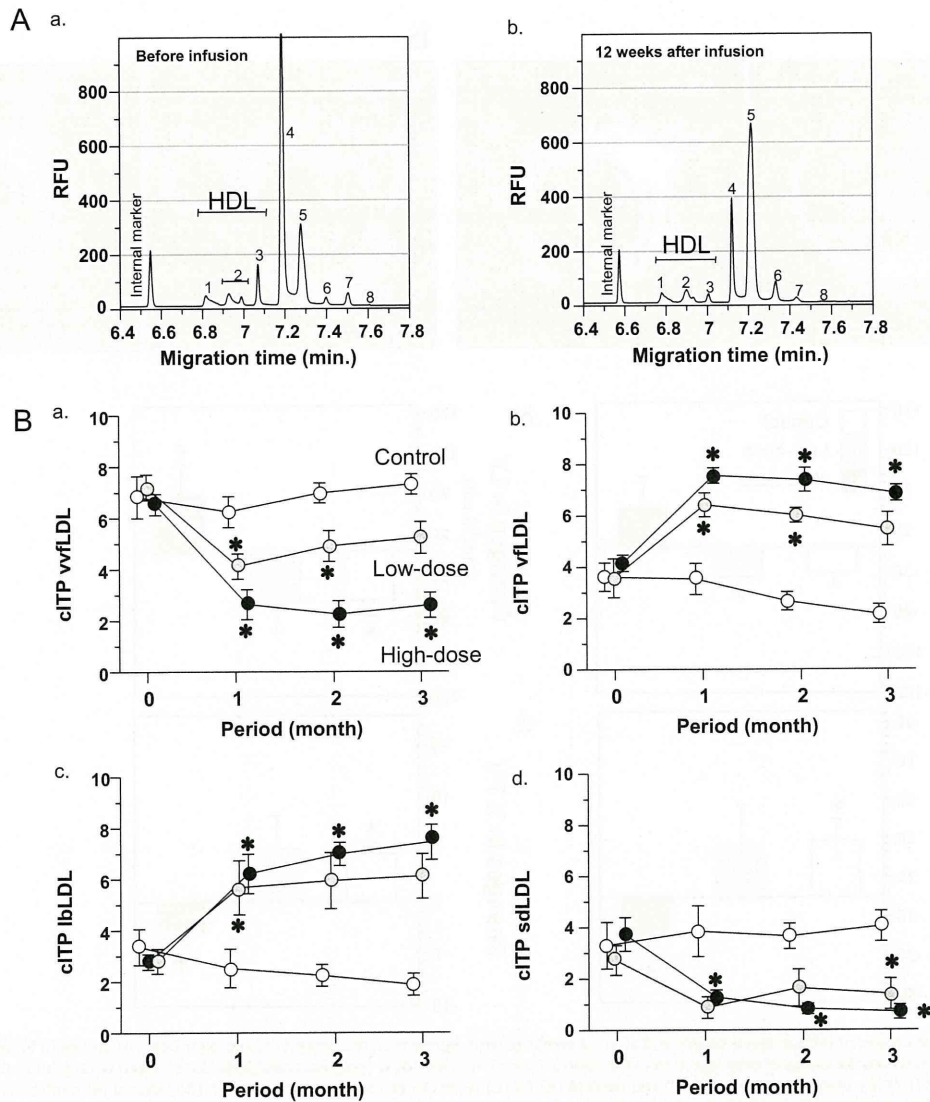 A
a.
Before infusion
800
600
400
200
0
RFU
Internal marker
HDL
1
2
3
4
5
6
7
8
6.4 6.6 6.8 7 7.2 7.4 7.6 7.8
Migration time (min.)
b.
12 weeks after infusion
800
600
400
200
0
RFU
Internal marker
HDL
1
2
3
4
5
6
7
8
6.4 6.6 6.8 7 7.2 7.4 7.6 7.8
Migration time (min.)
B
a.
10
8
6
4
2
0
cITP vvfLDL
Control
*
*
Low-dose
*
*
*
High-dose
0 1 2 3
Period (month)
b.
10
8
6
4
2
0
cITP vfLDL
* * *
* *
0 1 2 3
Period (month)
c.
10
8
6
4
2
0
cITP lbLDL
* * *
*
0 1 2 3
Period (month)
d.
10
8
6
4
2
0
cITP sdLDL
* *
* *
0 1 2 3
Period (month)